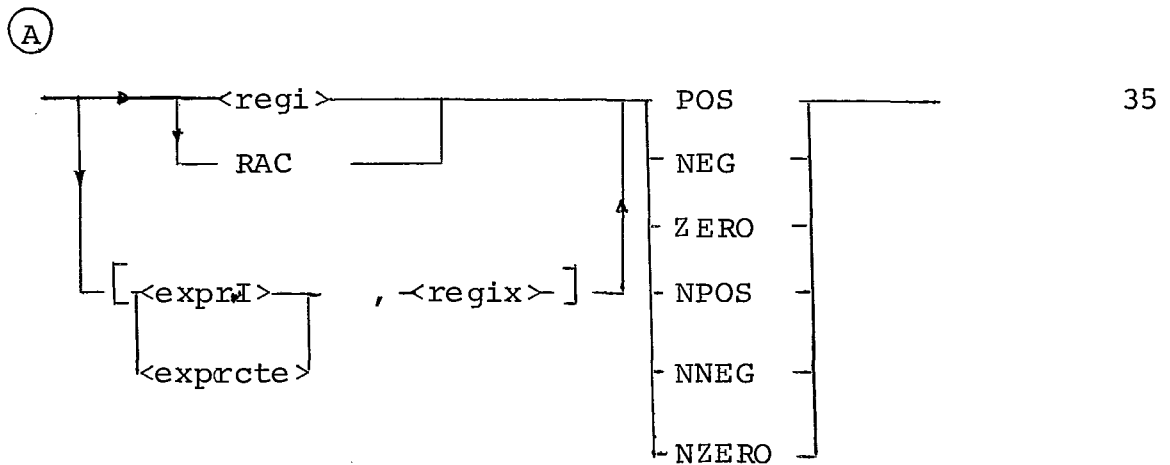 A
<regi> POS 35
RAC NEG
ZERO
[ <exprI> , <regix> ] NPOS
<exprcte> NNEG
NZERO